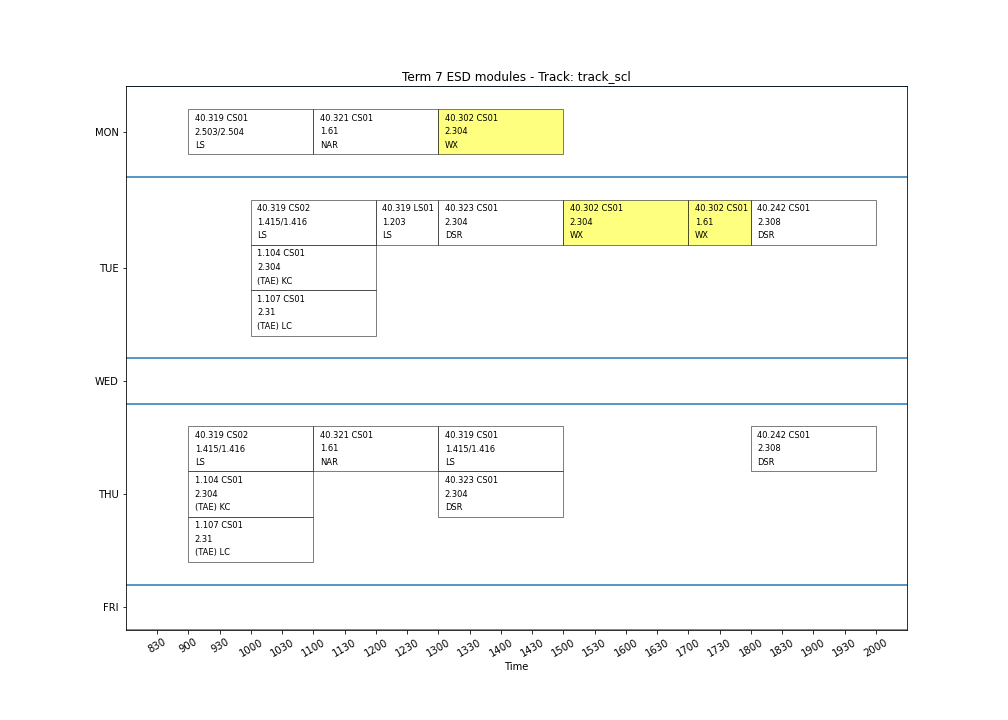 Term 7 ESD modules - Track: track_scl
MON
40.319 CS01
2.503/2.504
LS
40.321 CS01
1.61
NAR
40.302 CS01
2.304
WX
TUE
40.319 CS02
1.415/1.416
LS
40.319 LS01
1.203
LS
40.323 CS01
2.304
DSR
40.302 CS01
2.304
WX
40.302 CS01
1.61
WX
40.242 CS01
2.308
DSR
1.104 CS01
2.304
(TAE) KC
1.107 CS01
2.31
(TAE) LC
WED
THU
40.319 CS02
1.415/1.416
LS
40.321 CS01
1.61
NAR
40.319 CS01
1.415/1.416
LS
40.242 CS01
2.308
DSR
1.104 CS01
2.304
(TAE) KC
40.323 CS01
2.304
DSR
1.107 CS01
2.31
(TAE) LC
FRI
830 900 930 1000 1030 1100 1130 1200 1230 1300 1330 1400 1430 1500 1530 1600 1630 1700 1730 1800 1830 1900 1930 2000
Time